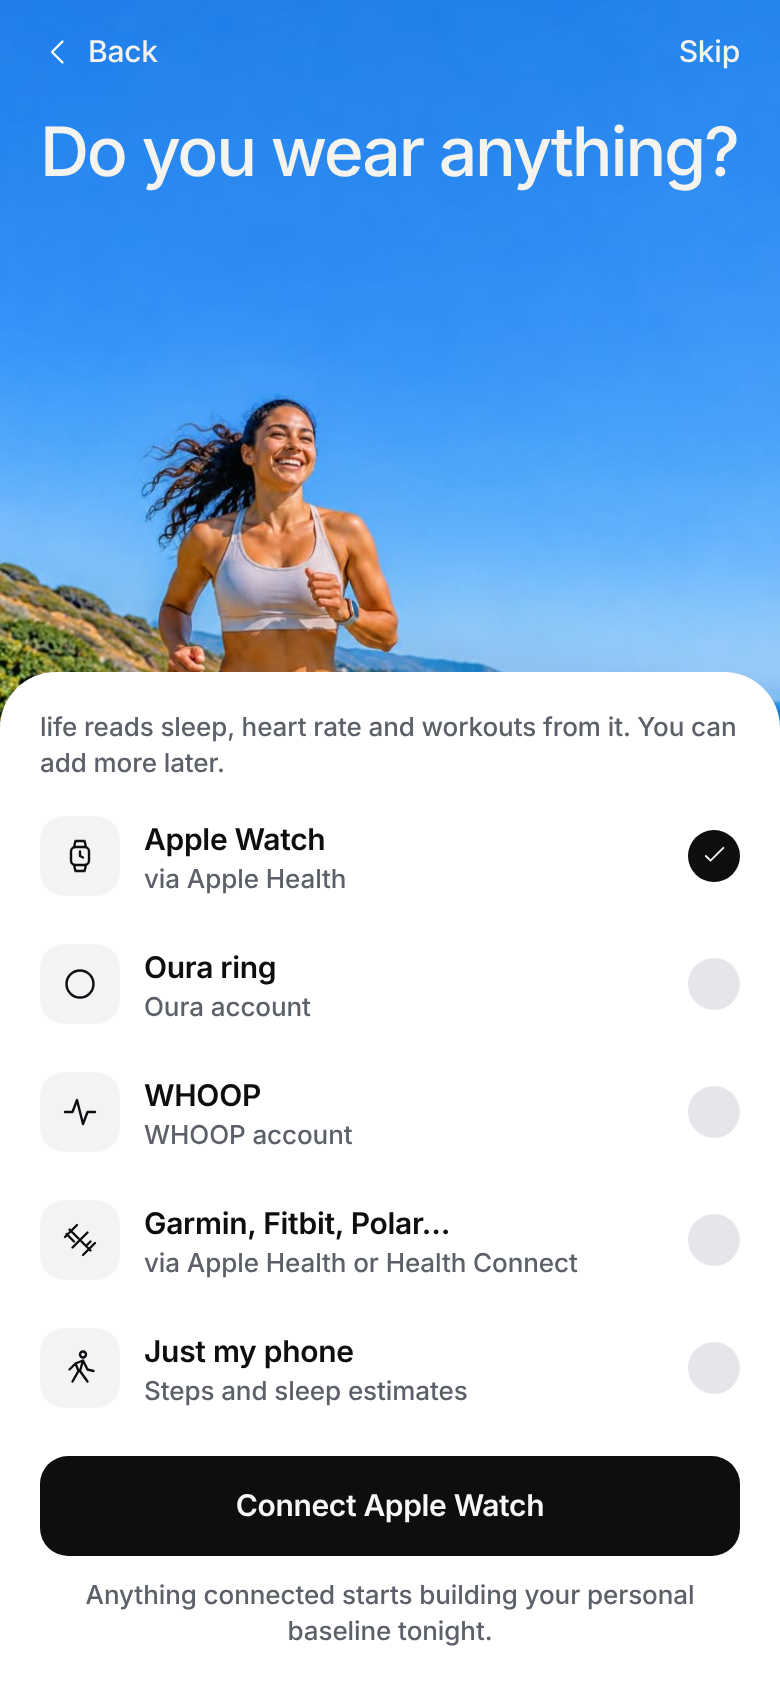 Back
Skip
Do you wear anything?
life reads sleep, heart rate and workouts from it. You can
add more later.
Apple Watch
via Apple Health
Oura ring
Oura account
WHOOP
WHOOP account
Garmin, Fitbit, Polar...
via Apple Health or Health Connect
Just my phone
Steps and sleep estimates
Connect Apple Watch
Anything connected starts building your personal
baseline tonight.